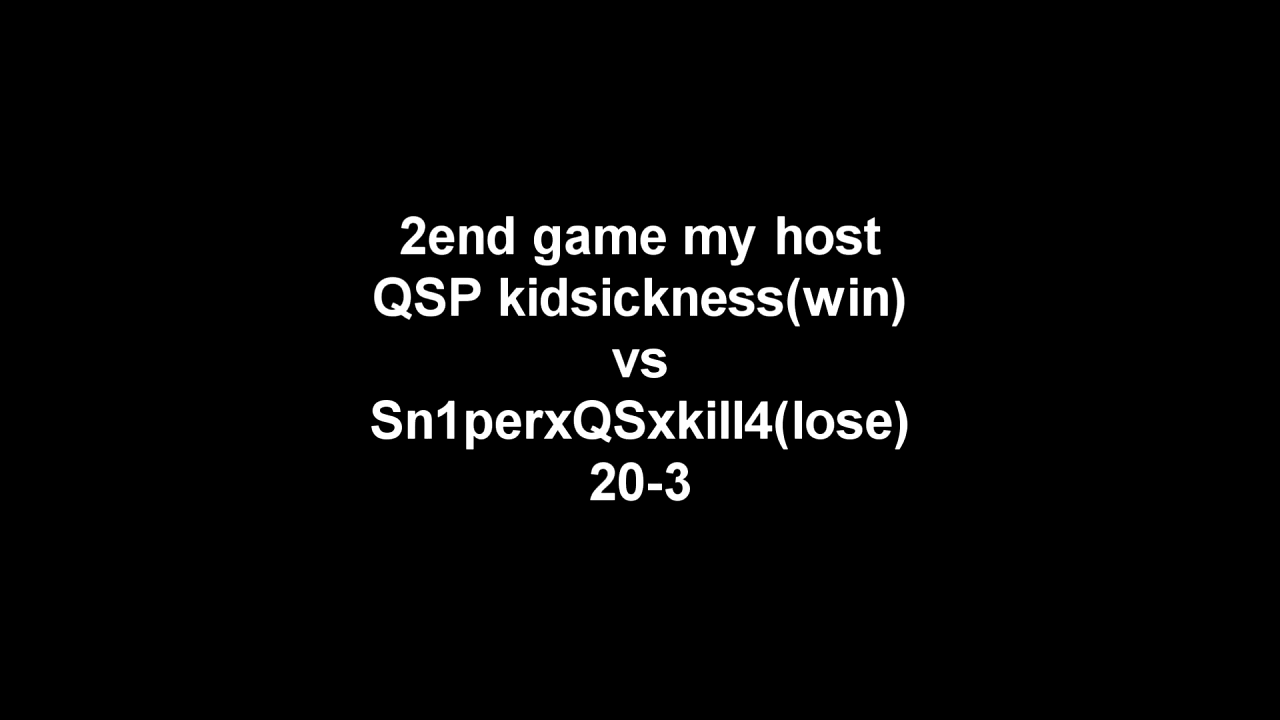 2end game my host
QSP kidsickness(win)
vs
Sn1perxQSxkill4(lose)
20-3